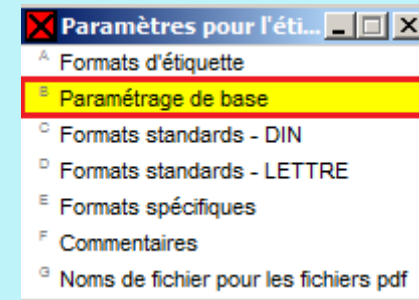 Paramètres pour l'éti...
A Formats d'étiquette
B Paramétrage de base
C Formats standards - DIN
D Formats standards - LETTRE
E Formats spécifiques
F Commentaires
G Noms de fichier pour les fichiers pdf